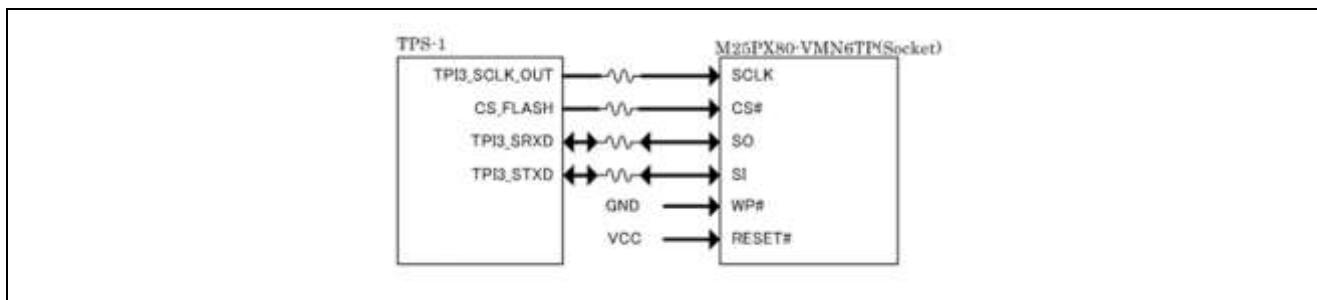 TPS-1
M25PX80-VMN6TP(Socket)
TPI3_SCLK_OUT SCLK
CS_FLASH CS#
TPI3_SRXD SO
TPI3_STXD SI
GND WP#
VCC RESET#